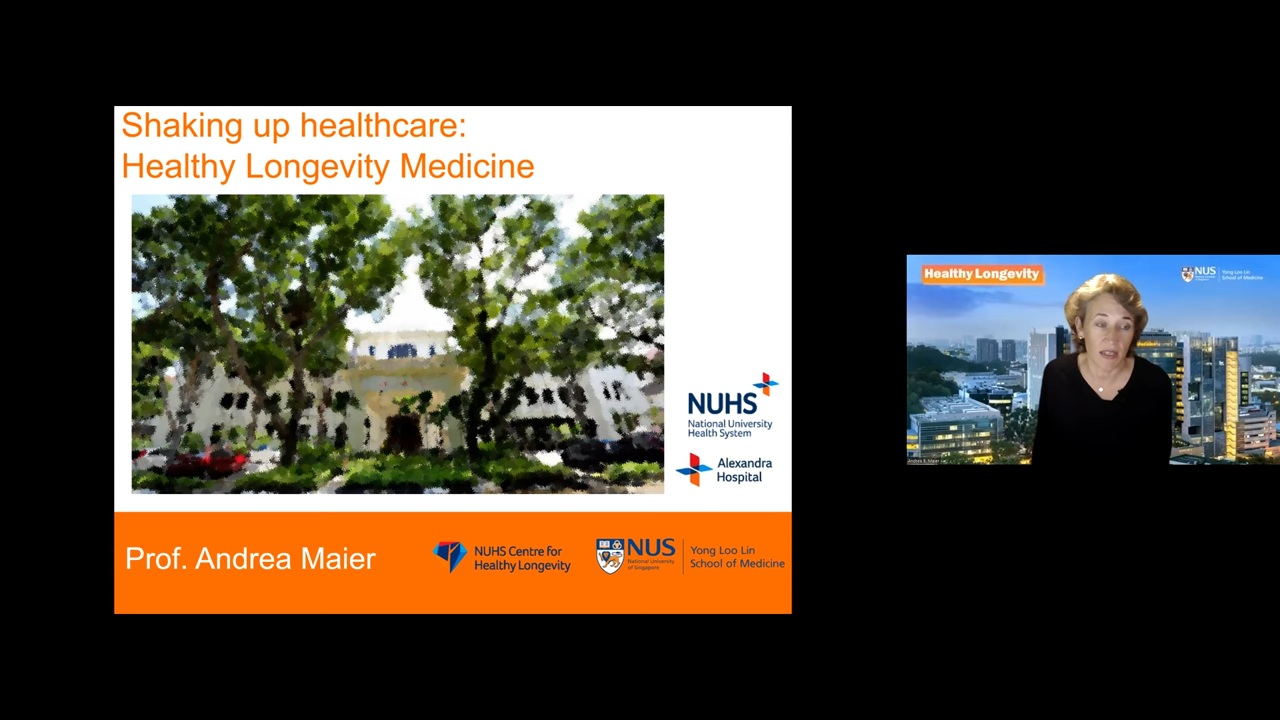 Shaking up healthcare:
Healthy Longevity Medicine
NUHS
National University
Health System
Alexandra
Hospital
Prof. Andrea Maier
NUHS Centre for
Healthy Longevity
NUS
National University
of Singapore
Yong Loo Lin
School of Medicine
Healthy Longevity
NUS
Yong Loo Lin
School of Medicine